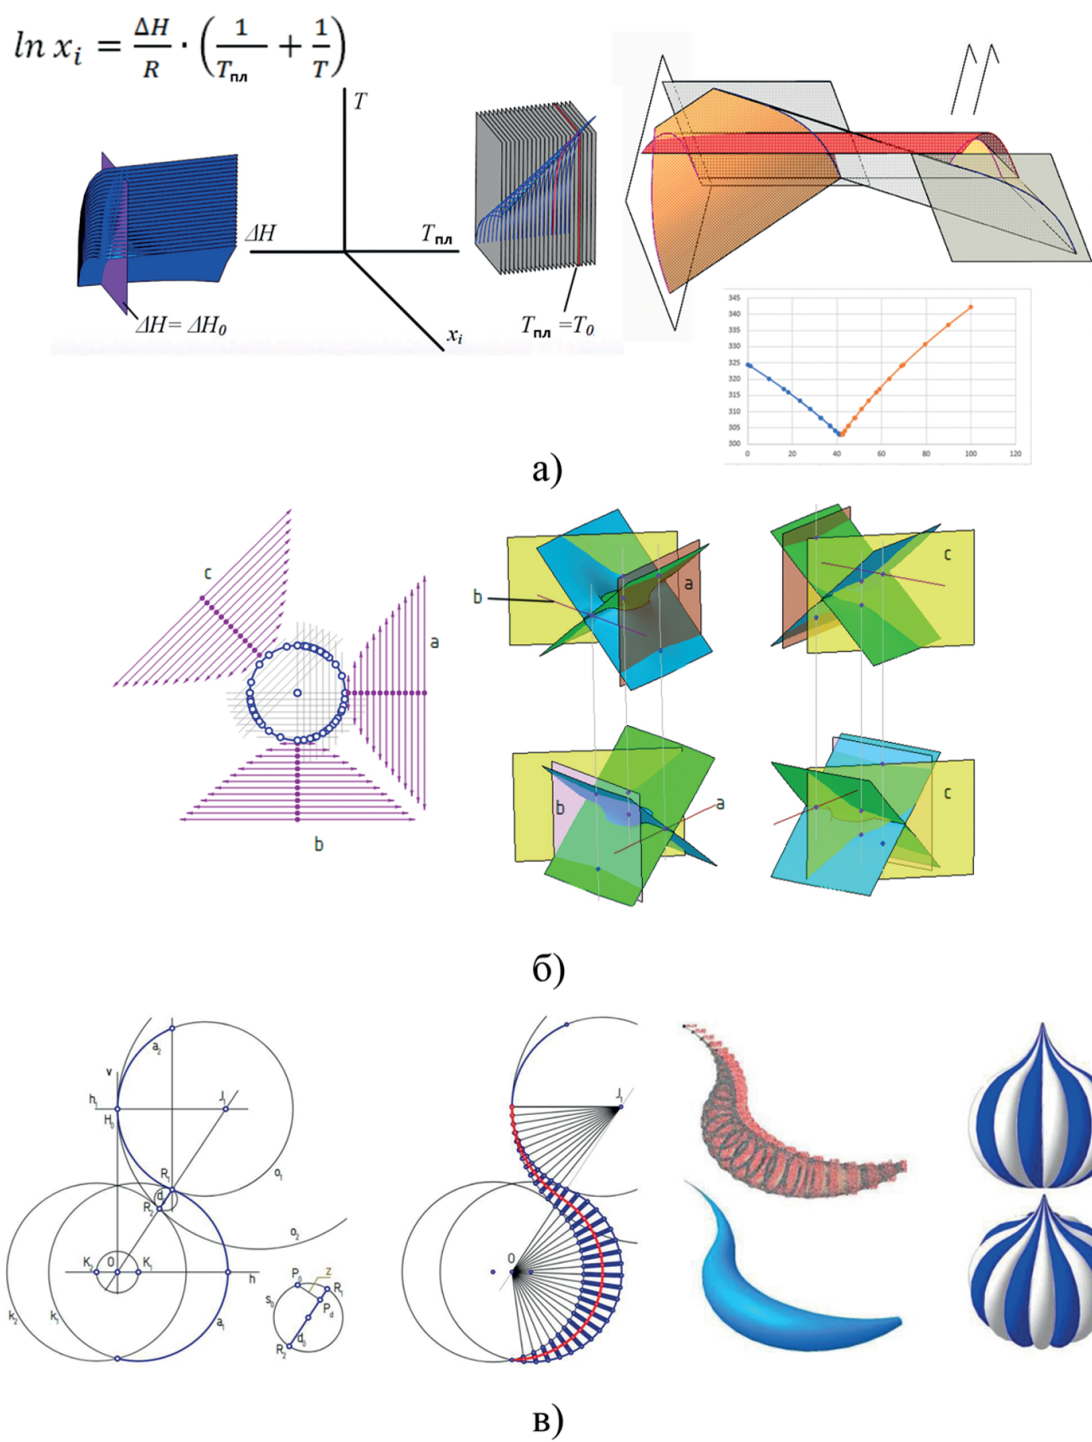 ln xᵢ = ΔH/R · (1/Tпл + 1/T)
T
ΔH
Tпл
xᵢ
ΔH= ΔH₀
Tпл =T₀
345
340
335
330
325
320
315
310
305
300
0
20
40
60
80
100
120
а)
c
a
b
b
a
c
b
a
c
б)
a₂
v
h₁
H₀
J₁
R₁
o₁
d
R₂
o₂
K₂
O
K₁
h
k₂
k₁
a₁
P₀
z
R₁
s₀
P_d
d₀
R₂
J₁
O
в)